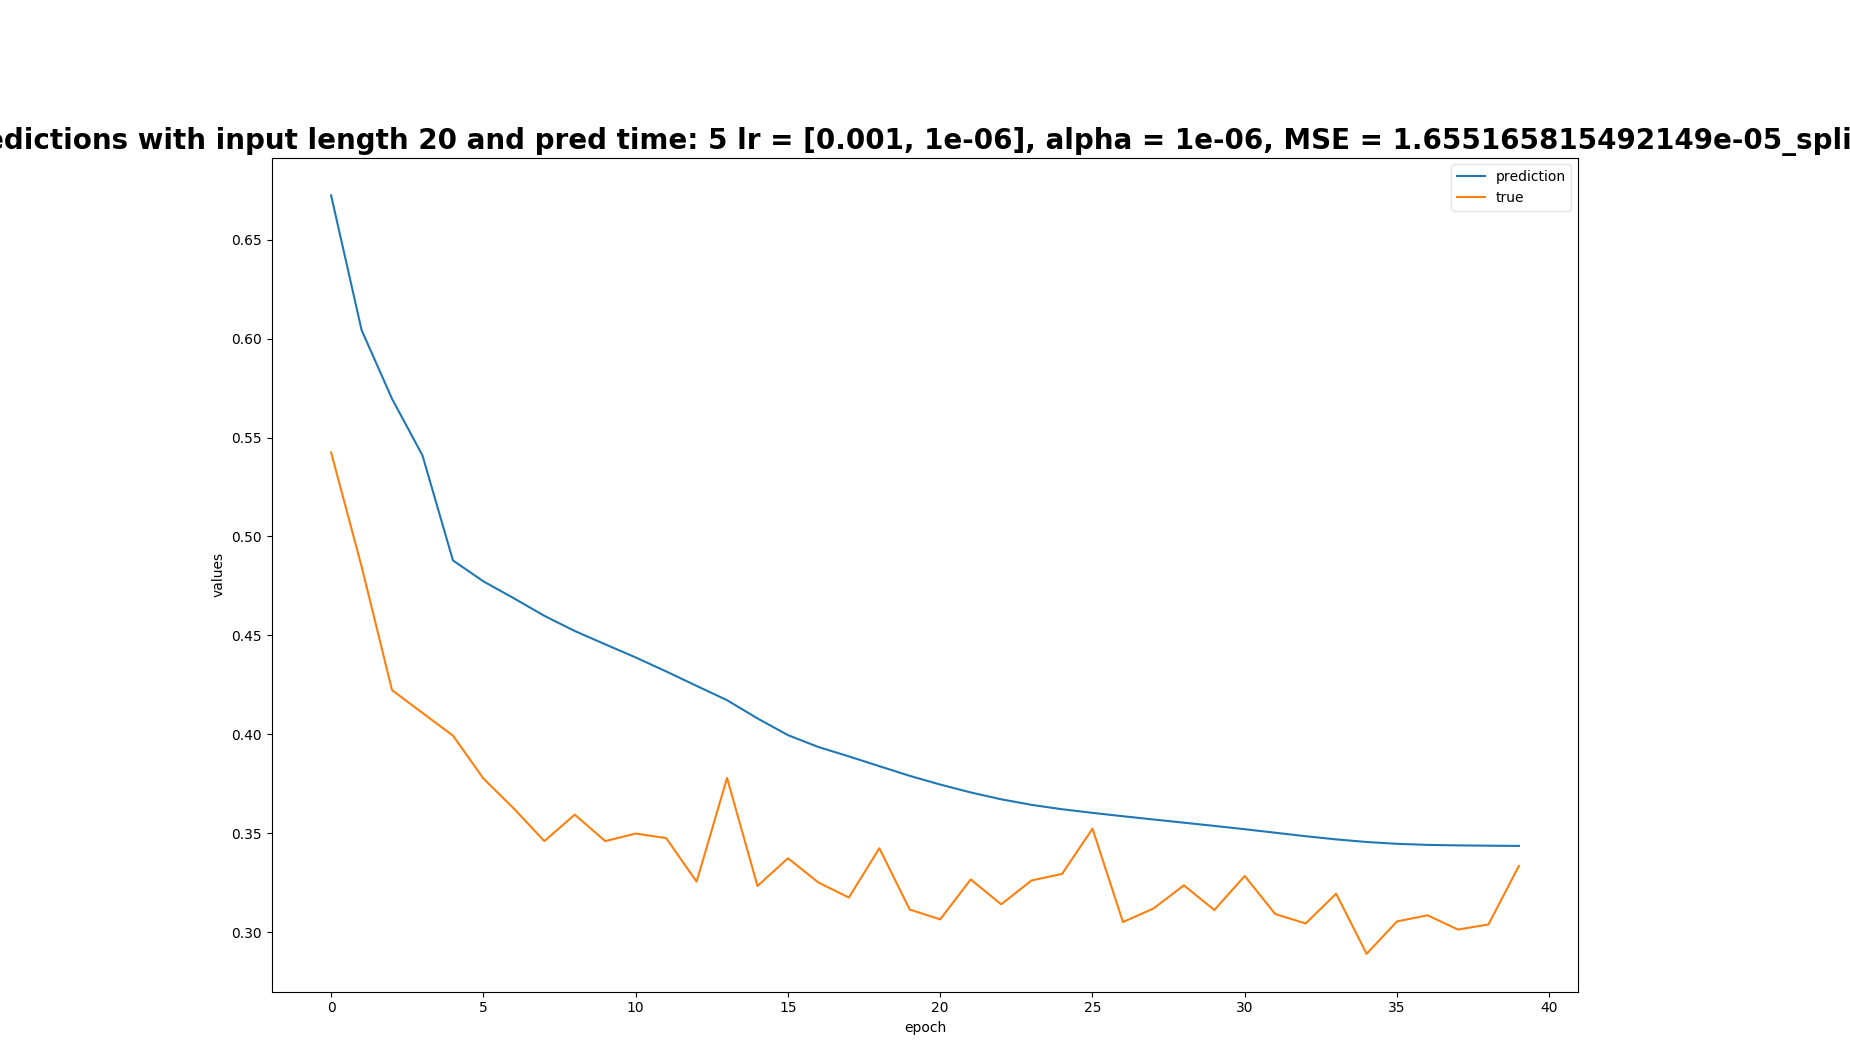 edictions with input length 20 and pred time: 5 lr = [0.001, 1e-06], alpha = 1e-06, MSE = 1.655165815492149e-05_spli
prediction
true
0.65
0.60
0.55
0.50
0.45
0.40
0.35
0.30
values
0 5 10 15 20 25 30 35 40
epoch